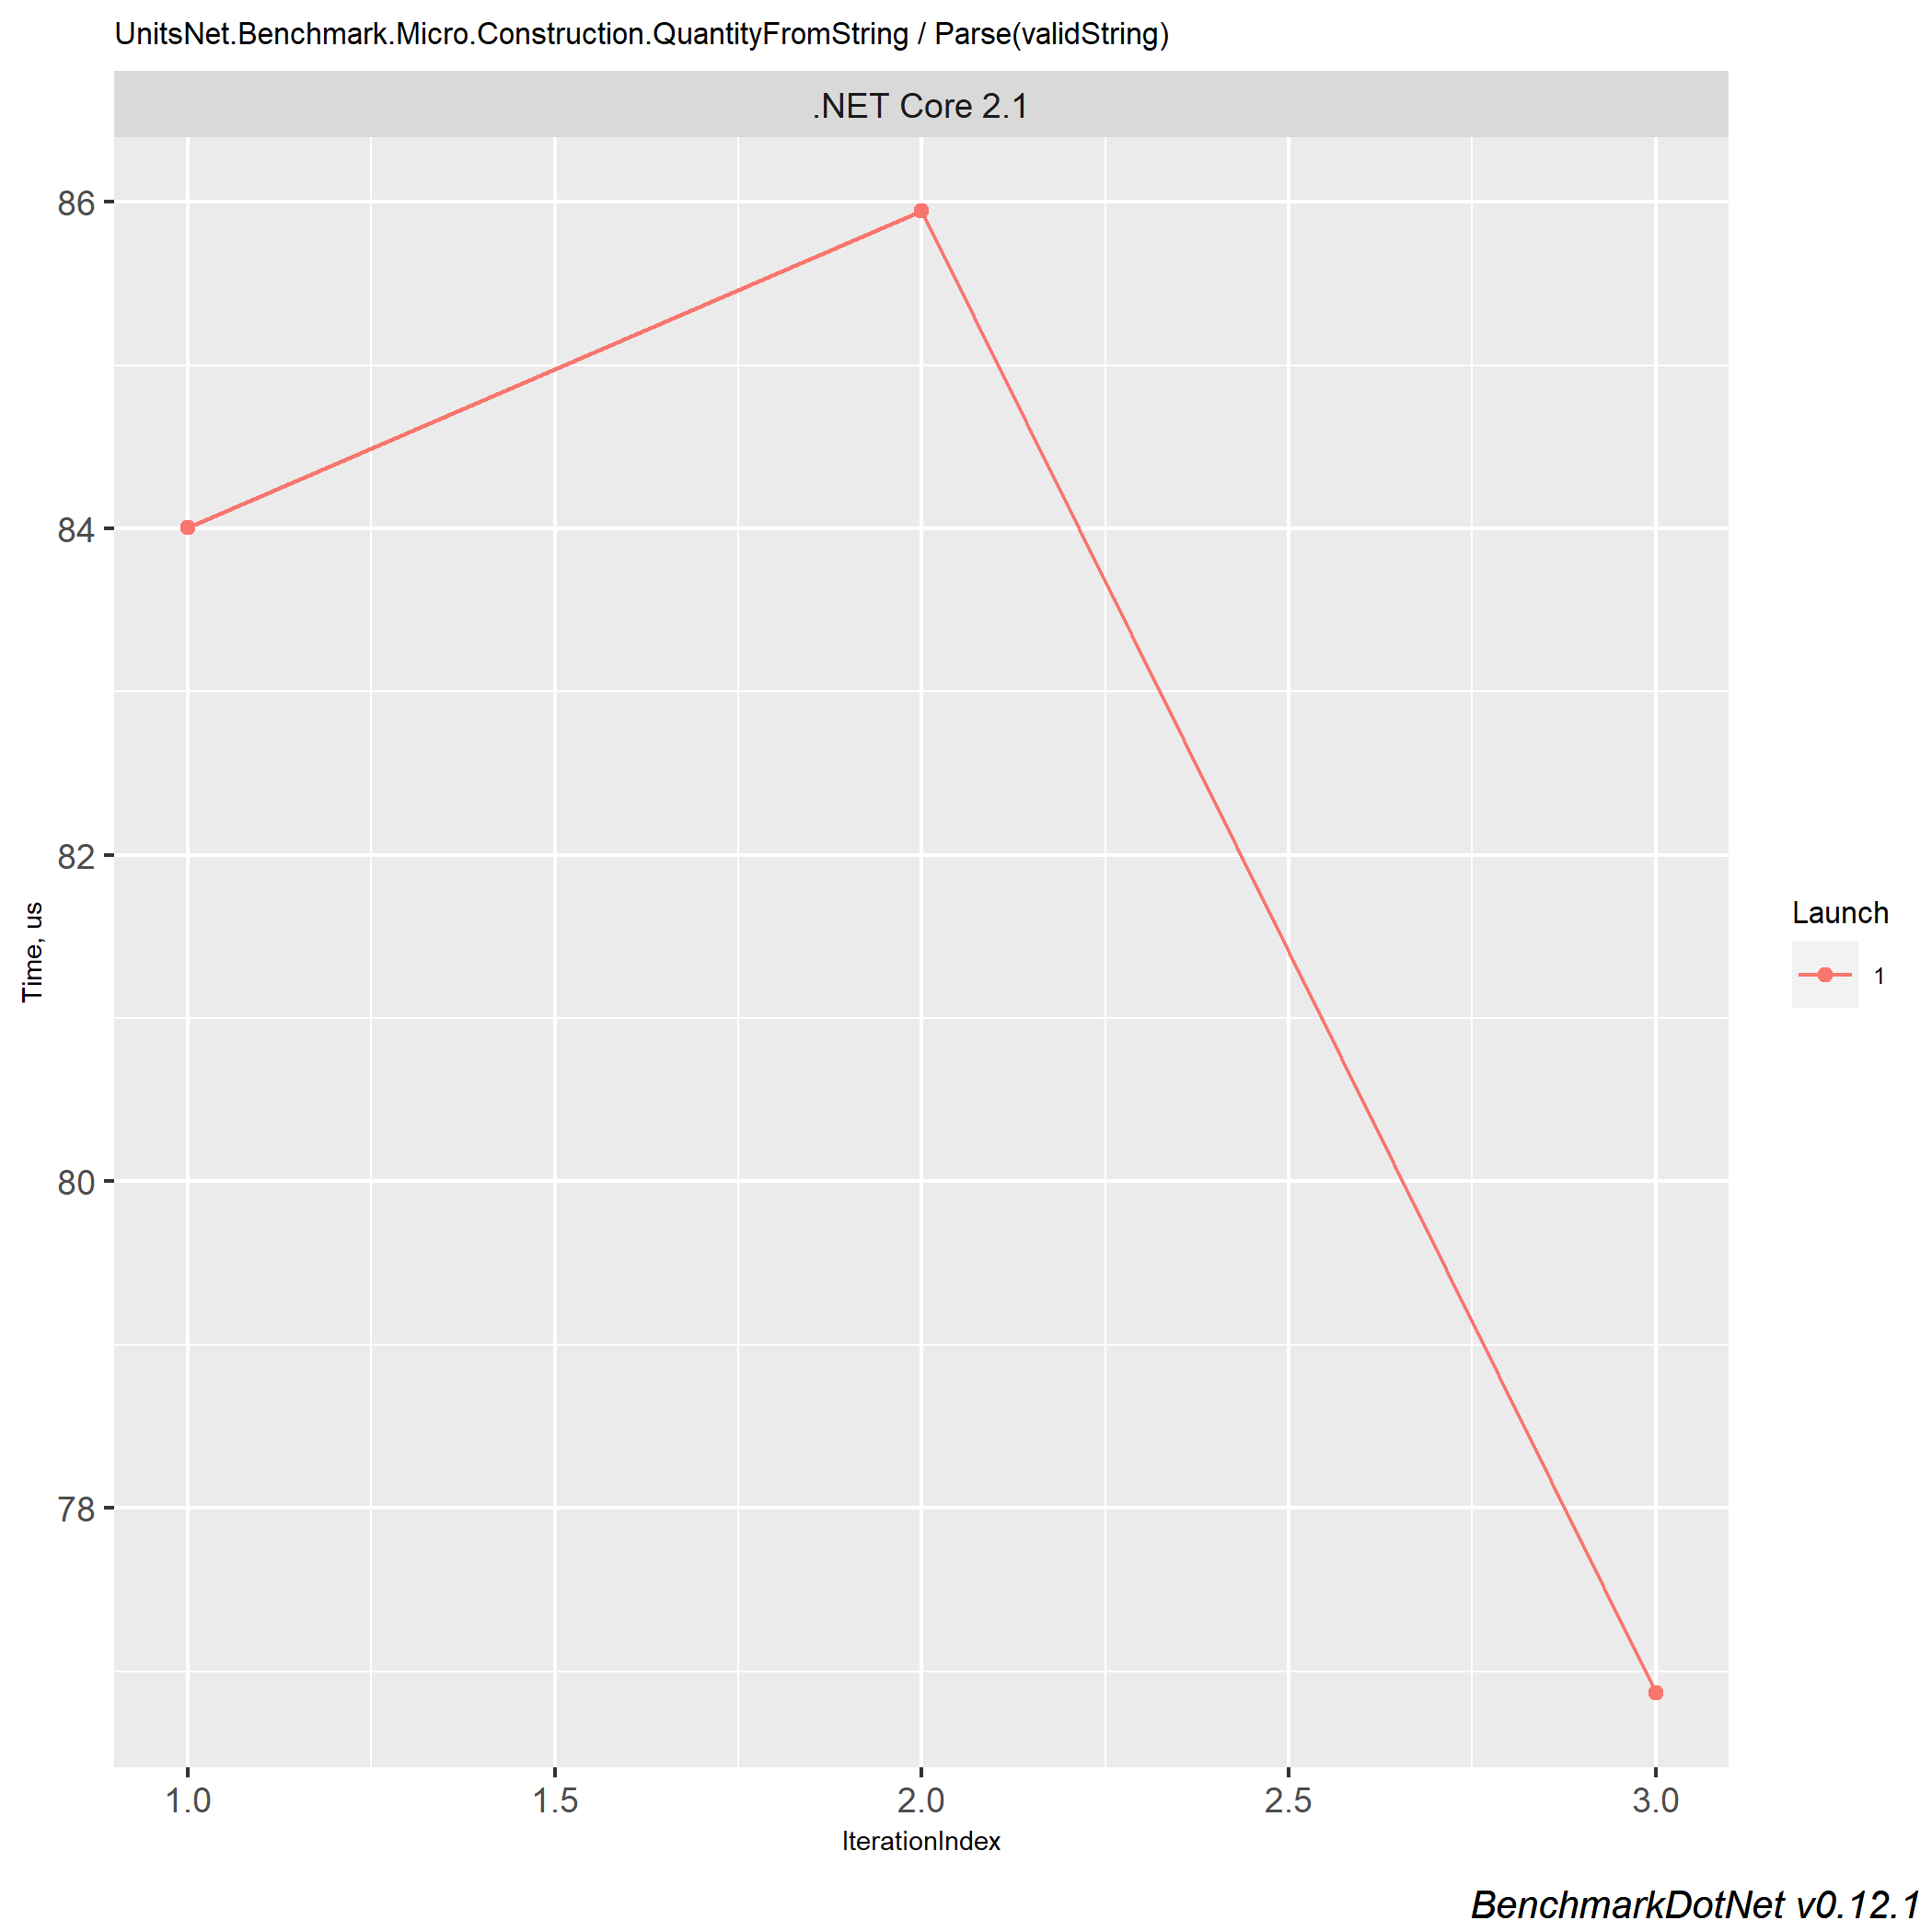 UnitsNet.Benchmark.Micro.Construction.QuantityFromString / Parse(validString)
.NET Core 2.1
86
84
82
80
78
Time, us
1.0 1.5 2.0 2.5 3.0
IterationIndex
Launch
1
BenchmarkDotNet v0.12.1